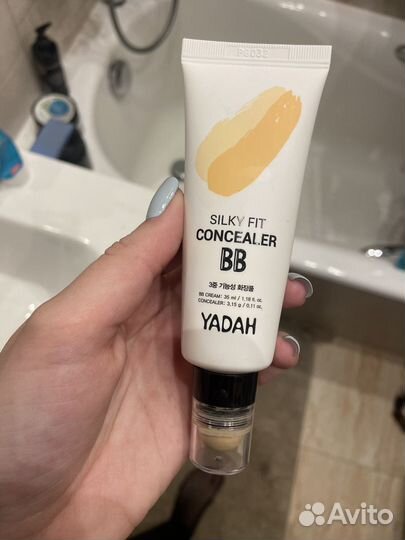 SILKY FIT
CONCEALER
BB
3중 기능성 화장품
BB CREAM: 35 ml / 1.18 fl. oz.
CONCEALER: 3,15 g / 0.11 oz.
YADAH
Avito